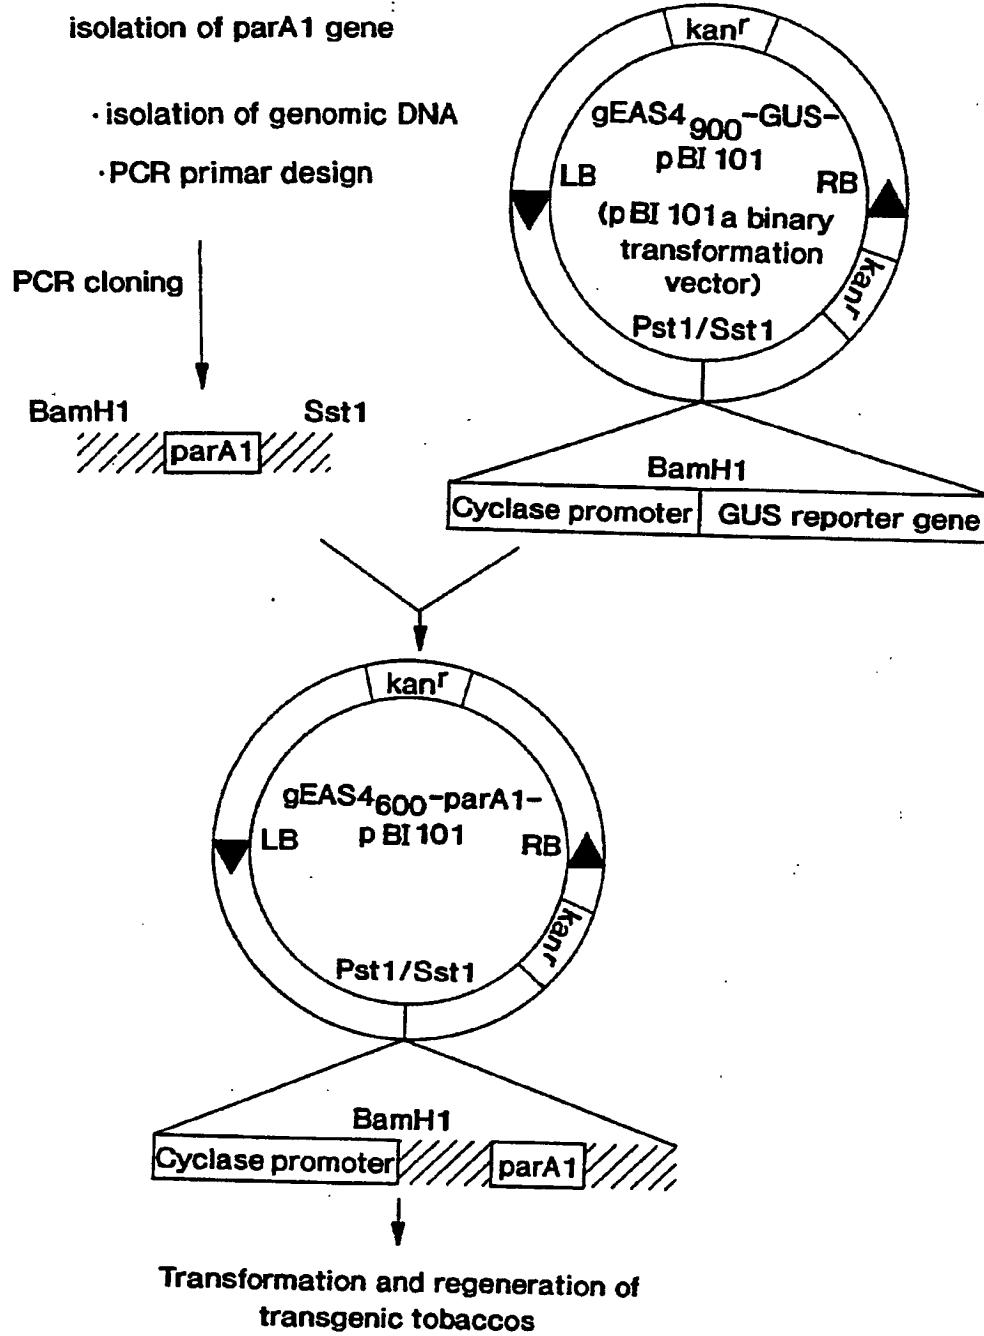 isolation of parA1 gene
·isolation of genomic DNA
·PCR primar design
PCR cloning
BamH1 Sst1
parA1
kanʳ
gEAS4₉₀₀-GUS-
pBI 101
LB RB
(pBI 101 a binary
transformation
vector)
kanʳ
Pst1/Sst1
BamH1
Cyclase promoter GUS reporter gene
kanʳ
gEAS4₆₀₀-parA1-
pBI 101
LB RB
kanʳ
Pst1/Sst1
BamH1
Cyclase promoter parA1
Transformation and regeneration of
transgenic tobaccos